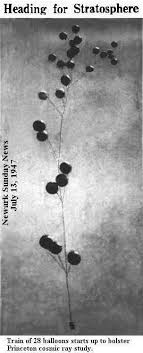 Heading for Stratosphere
Newark Sunday News
July 13, 1947
Train of 28 balloons starts up to bolster
Princeton cosmic ray study.